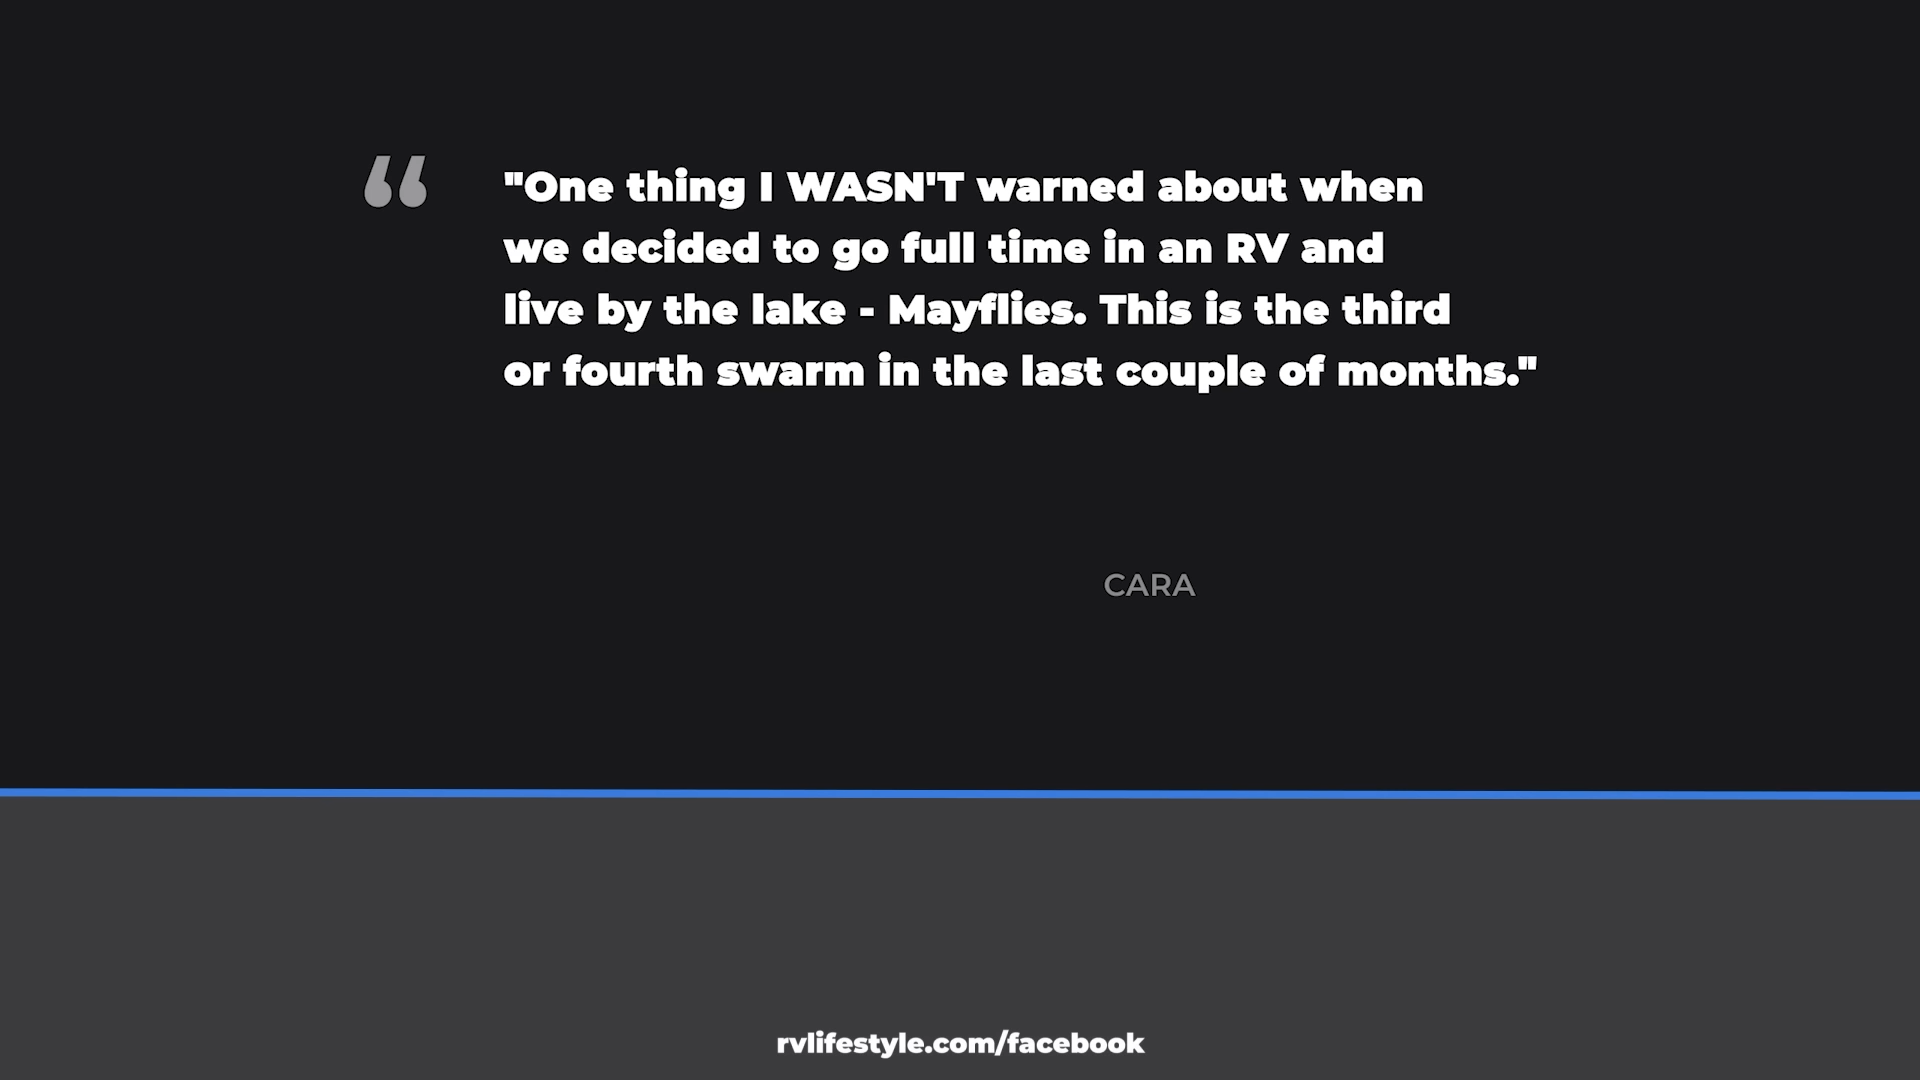 "One thing I WASN'T warned about when
we decided to go full time in an RV and
live by the lake - Mayflies. This is the third
or fourth swarm in the last couple of months."
CARA
rvlifestyle.com/facebook